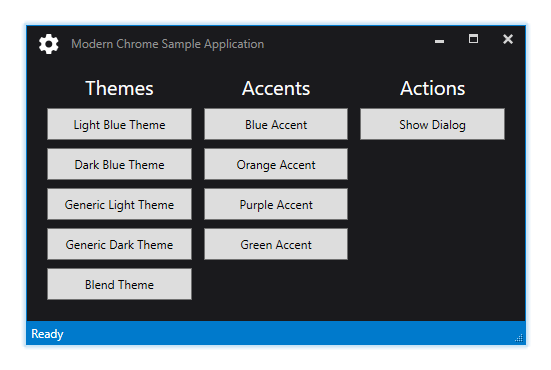 Modern Chrome Sample Application
Themes
Light Blue Theme
Dark Blue Theme
Generic Light Theme
Generic Dark Theme
Blend Theme
Accents
Blue Accent
Orange Accent
Purple Accent
Green Accent
Actions
Show Dialog
Ready